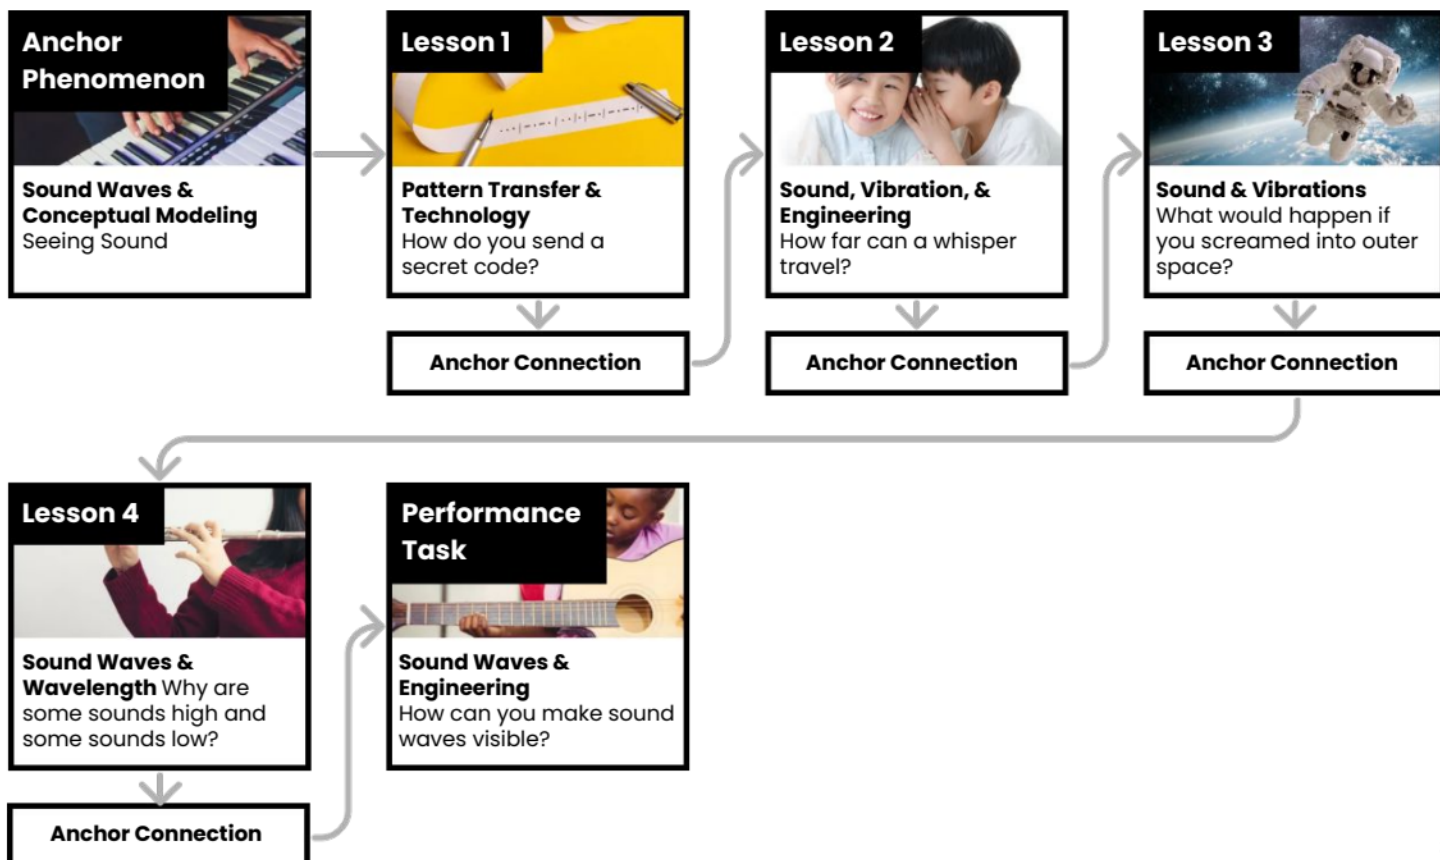 Anchor
Phenomenon
Sound Waves &
Conceptual Modeling
Seeing Sound
Lesson 1
Pattern Transfer &
Technology
How do you send a
secret code?
Anchor Connection
Lesson 2
Sound, Vibration, &
Engineering
How far can a whisper
travel?
Anchor Connection
Lesson 3
Sound & Vibrations
What would happen if
you screamed into outer
space?
Anchor Connection
Lesson 4
Sound Waves &
Wavelength Why are
some sounds high and
some sounds low?
Anchor Connection
Performance
Task
Sound Waves &
Engineering
How can you make sound
waves visible?